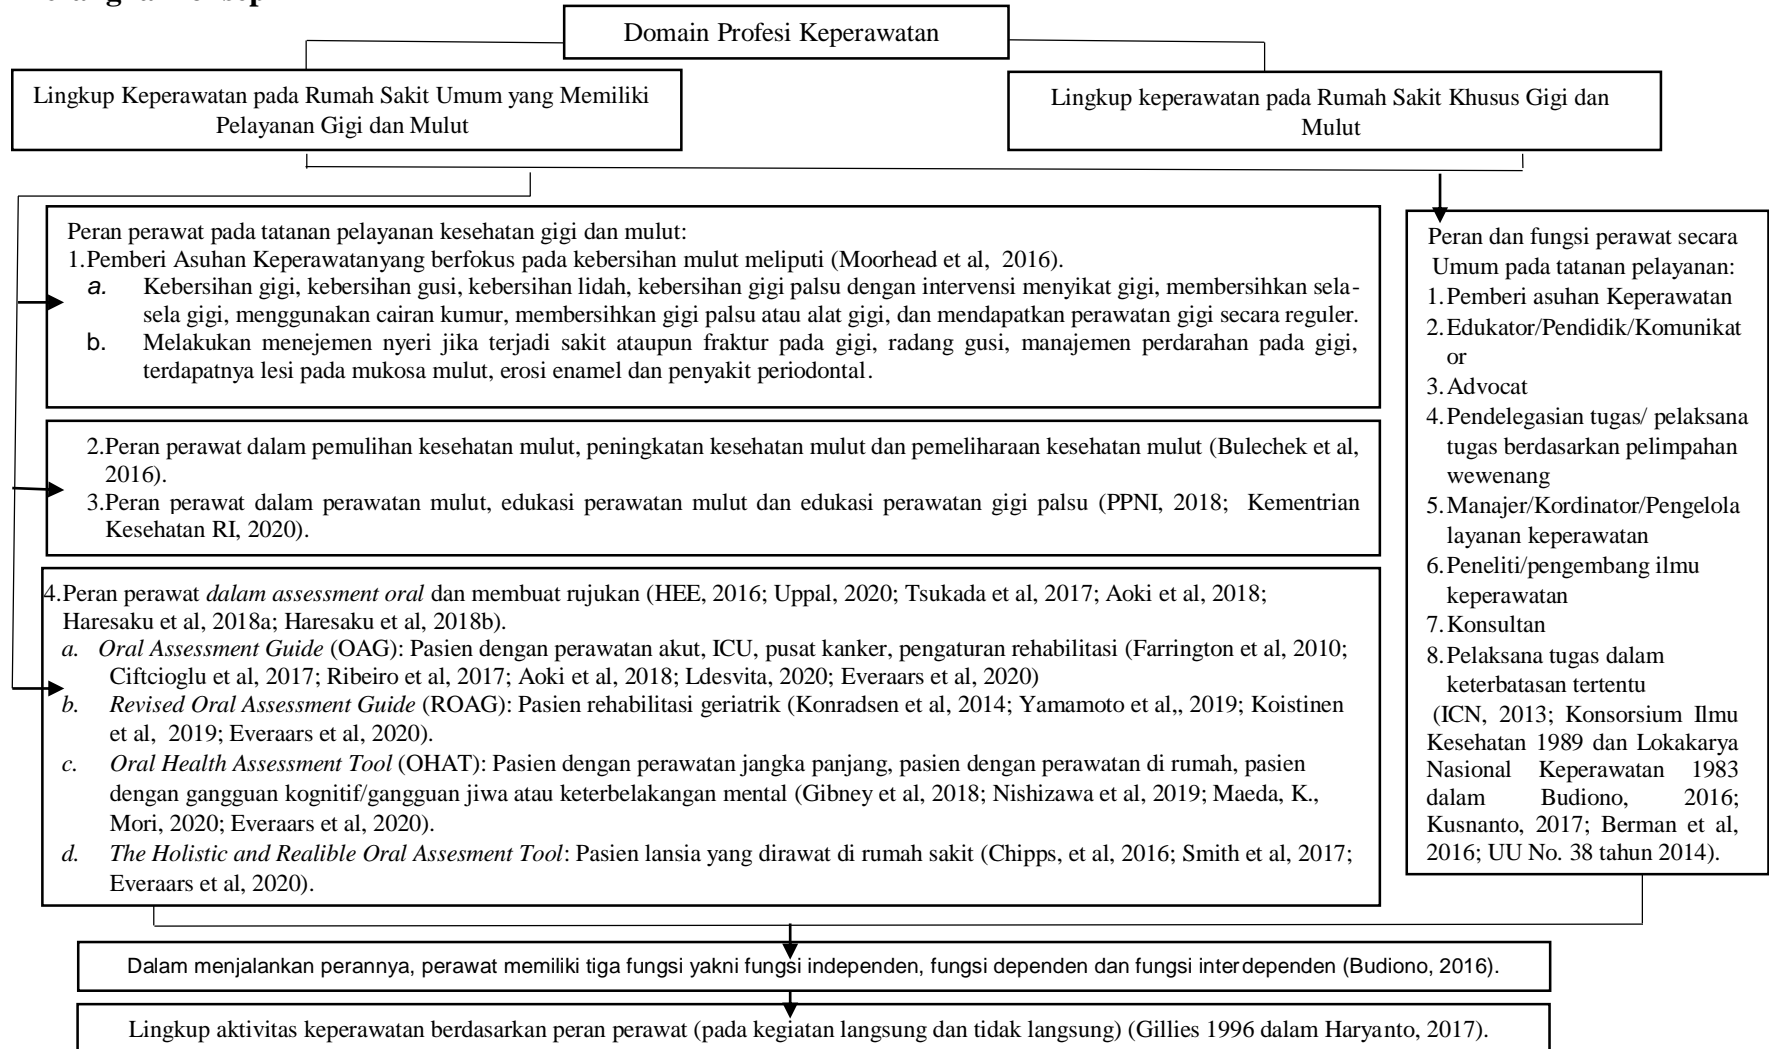 Domain Profesi Keperawatan
Lingkup Keperawatan pada Rumah Sakit Umum yang Memiliki
Pelayanan Gigi dan Mulut
Lingkup keperawatan pada Rumah Sakit Khusus Gigi dan
Mulut
Peran perawat pada tatanan pelayanan kesehatan gigi dan mulut:
1.Pemberi Asuhan Keperawatanyang berfokus pada kebersihan mulut meliputi (Moorhead et al, 2016).
a. Kebersihan gigi, kebersihan gusi, kebersihan lidah, kebersihan gigi palsu dengan intervensi menyikat gigi, membersihkan sela-
sela gigi, menggunakan cairan kumur, membersihkan gigi palsu atau alat gigi, dan mendapatkan perawatan gigi secara reguler.
b. Melakukan menejemen nyeri jika terjadi sakit ataupun fraktur pada gigi, radang gusi, manajemen perdarahan pada gigi,
terdapatnya lesi pada mukosa mulut, erosi enamel dan penyakit periodontal.
2.Peran perawat dalam pemulihan kesehatan mulut, peningkatan kesehatan mulut dan pemeliharaan kesehatan mulut (Bulechek et al,
2016).
3.Peran perawat dalam perawatan mulut, edukasi perawatan mulut dan edukasi perawatan gigi palsu (PPNI, 2018; Kementrian
Kesehatan RI, 2020).
4.Peran perawat dalam assessment oral dan membuat rujukan (HEE, 2016; Uppal, 2020; Tsukada et al, 2017; Aoki et al, 2018;
Haresaku et al, 2018a; Haresaku et al, 2018b).
a. Oral Assessment Guide (OAG): Pasien dengan perawatan akut, ICU, pusat kanker, pengaturan rehabilitasi (Farrington et al, 2010;
Ciftcioglu et al, 2017; Ribeiro et al, 2017; Aoki et al, 2018; Ldesvita, 2020; Everaars et al, 2020)
b. Revised Oral Assessment Guide (ROAG): Pasien rehabilitasi geriatrik (Konradsen et al, 2014; Yamamoto et al,, 2019; Koistinen
et al, 2019; Everaars et al, 2020).
c. Oral Health Assessment Tool (OHAT): Pasien dengan perawatan jangka panjang, pasien dengan perawatan di rumah, pasien
dengan gangguan kognitif/gangguan jiwa atau keterbelakangan mental (Gibney et al, 2018; Nishizawa et al, 2019; Maeda, K.,
Mori, 2020; Everaars et al, 2020).
d. The Holistic and Realible Oral Assesment Tool: Pasien lansia yang dirawat di rumah sakit (Chipps, et al, 2016; Smith et al, 2017;
Everaars et al, 2020).
Peran dan fungsi perawat secara
Umum pada tatanan pelayanan:
1.Pemberi asuhan Keperawatan
2.Edukator/Pendidik/Komunikat
or
3.Advocat
4.Pendelegasian tugas/ pelaksana
tugas berdasarkan pelimpahan
wewenang
5.Manajer/Kordinator/Pengelola
layanan keperawatan
6.Peneliti/pengembang ilmu
keperawatan
7.Konsultan
8.Pelaksana tugas dalam
keterbatasan tertentu
(ICN, 2013; Konsorsium Ilmu
Kesehatan 1989 dan Lokakarya
Nasional Keperawatan 1983
dalam Budiono, 2016;
Kusnanto, 2017; Berman et al,
2016; UU No. 38 tahun 2014).
Dalam menjalankan perannya, perawat memiliki tiga fungsi yakni fungsi independen, fungsi dependen dan fungsi interdependen (Budiono, 2016).
Lingkup aktivitas keperawatan berdasarkan peran perawat (pada kegiatan langsung dan tidak langsung) (Gillies 1996 dalam Haryanto, 2017).